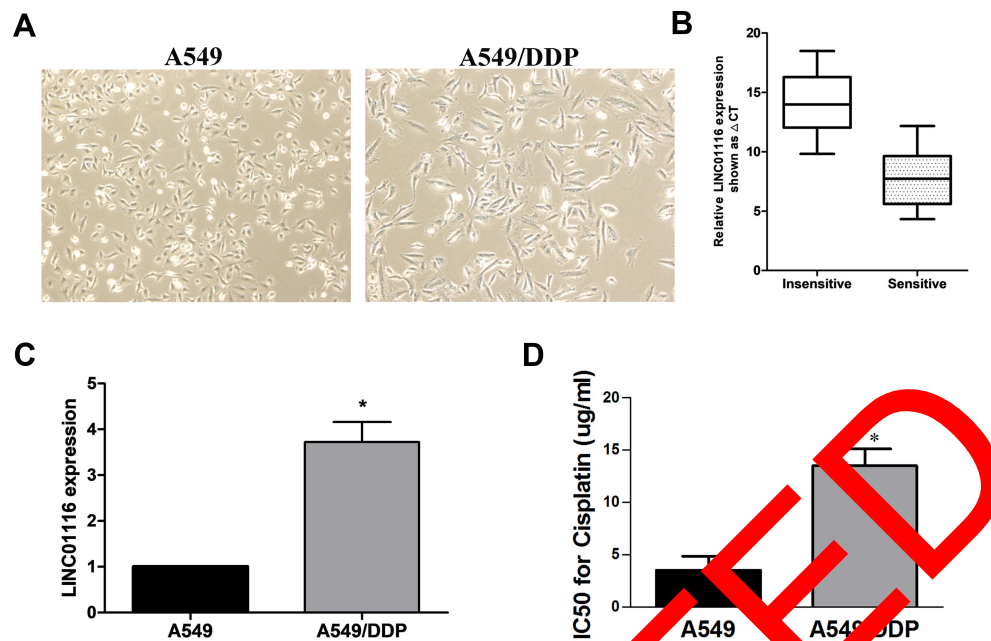 A
A549
A549/DDP
B
Relative LINC01116 expression
shown as △CT
20
15
10
5
0
Insensitive
Sensitive
C
LINC01116 expression
5
4
3
2
1
0
*
A549
A549/DDP
D
IC50 for Cisplatin (ug/ml)
20
15
10
5
0
*
A549
A549/DDP